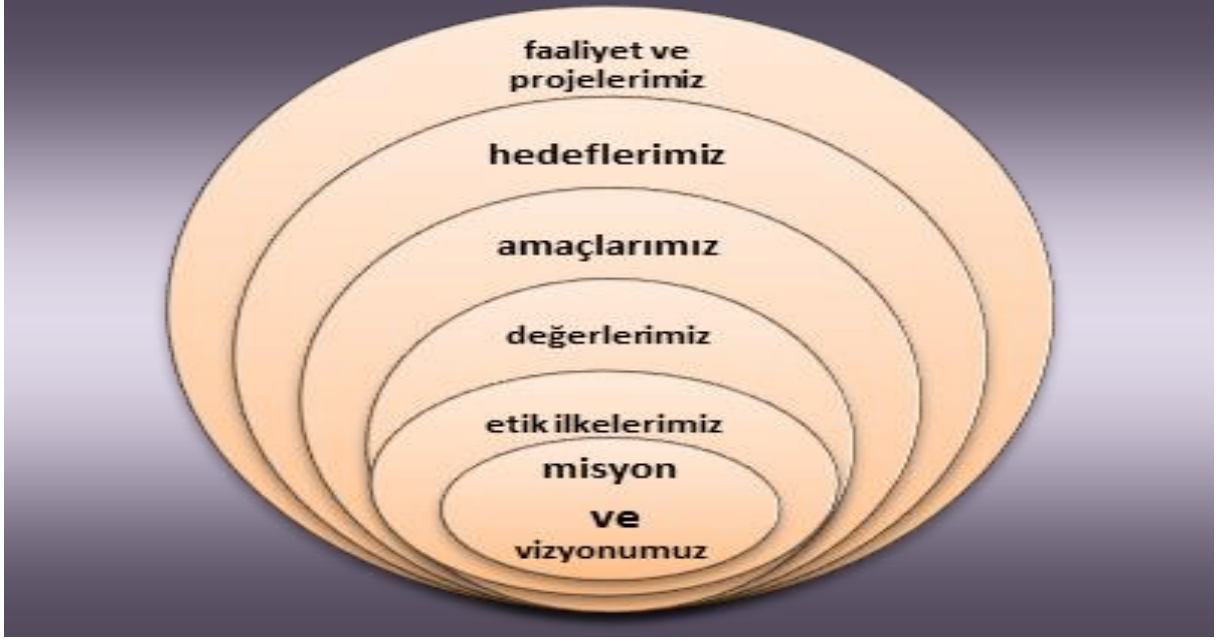 faaliyet ve
projelerimiz
hedeflerimiz
amaçlarımız
değerlerimiz
etik ilkelerimiz
misyon
ve
vizyonumuz